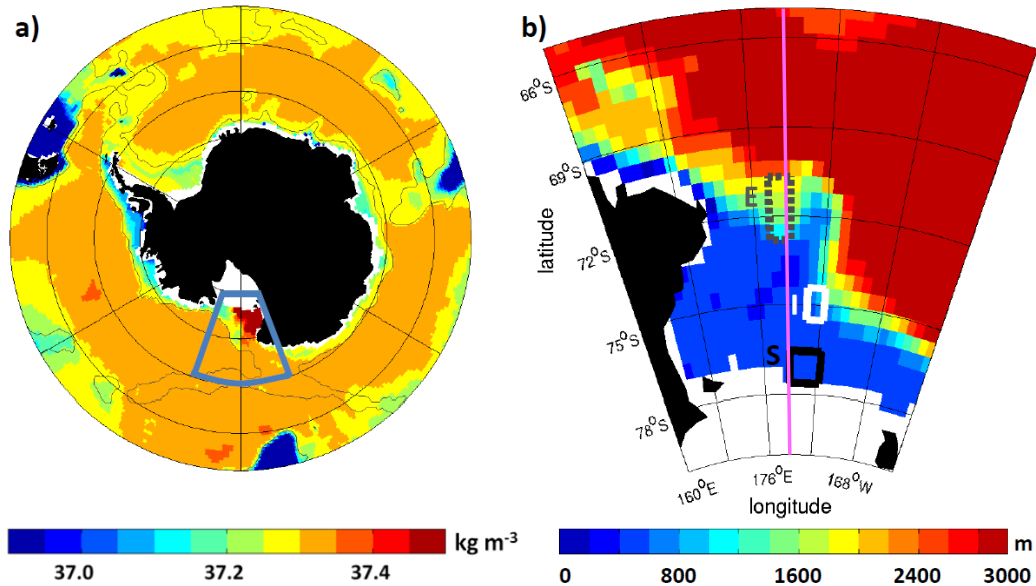 a)
b)
66°S
69°S
72°S
75°S
78°S
latitude
E
S
160°E
176°E
168°W
longitude
kg m⁻³
37.0 37.2 37.4
m
0 800 1600 2400 3000